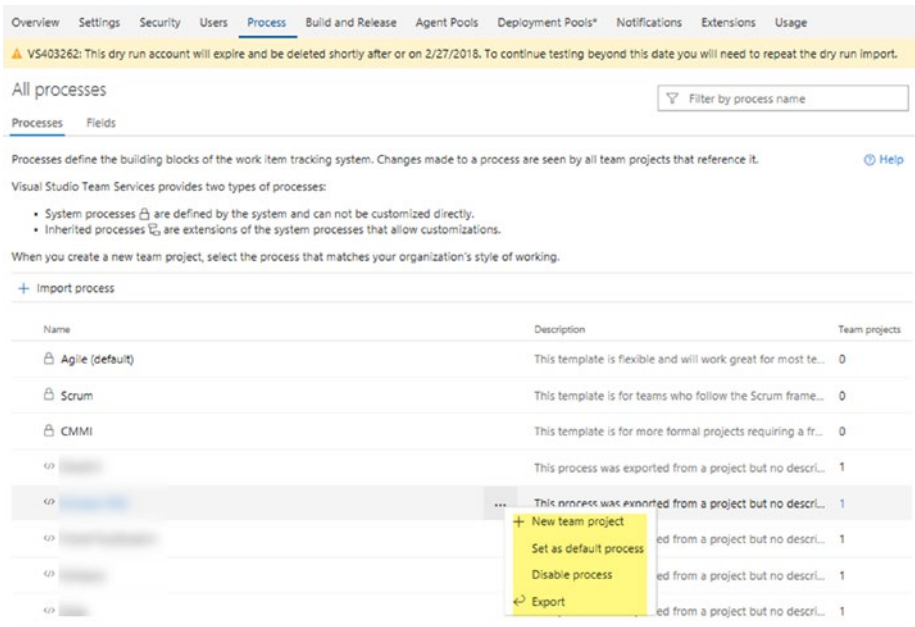 Overview Settings Security Users Process Build and Release Agent Pools Deployment Pools* Notifications Extensions Usage
VS403262: This dry run account will expire and be deleted shortly after or on 2/27/2018. To continue testing beyond this date you will need to repeat the dry run import.
All processes
Filter by process name
Processes Fields
Processes define the building blocks of the work item tracking system. Changes made to a process are seen by all team projects that reference it. Help
Visual Studio Team Services provides two types of processes:
• System processes are defined by the system and can not be customized directly.
• Inherited processes are extensions of the system processes that allow customizations.
When you create a new team project, select the process that matches your organization's style of working.
+ Import process
Name Description Team projects
Agile (default) This template is flexible and will work great for most te... 0
Scrum This template is for teams who follow the Scrum frame... 0
CMMI This template is for more formal projects requiring a fr... 0
This process was exported from a project but no descri... 1
... This process was exported from a project but no descri... 1
+ New team project
ed from a project but no descri... 1
Set as default process
Disable process ed from a project but no descri... 1
Export ed from a project but no descri... 1